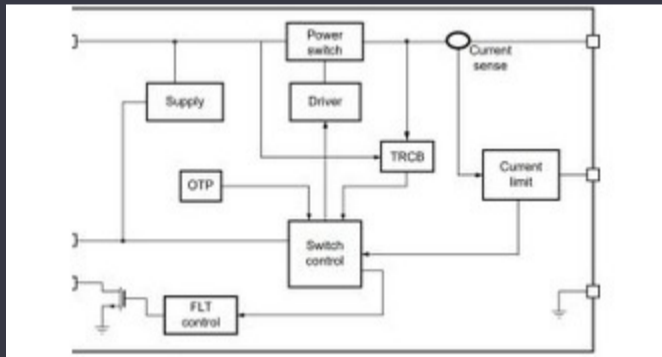 Power
switch
Current
sense
Supply
Driver
TRCB
Current
limit
OTP
Switch
control
FLT
control